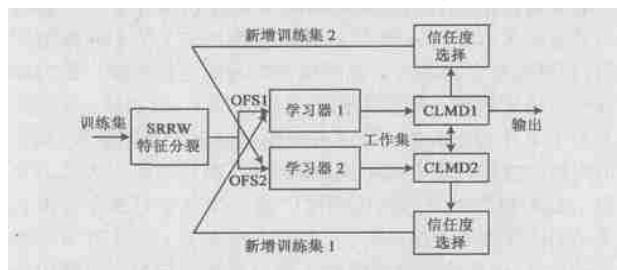 新增训练集 2
信任度
选择
OFS1
学习器 1
CLMD1
训练集
SRRW
特征分裂
工作集
输出
OFS2
学习器 2
CLMD2
新增训练集 1
信任度
选择